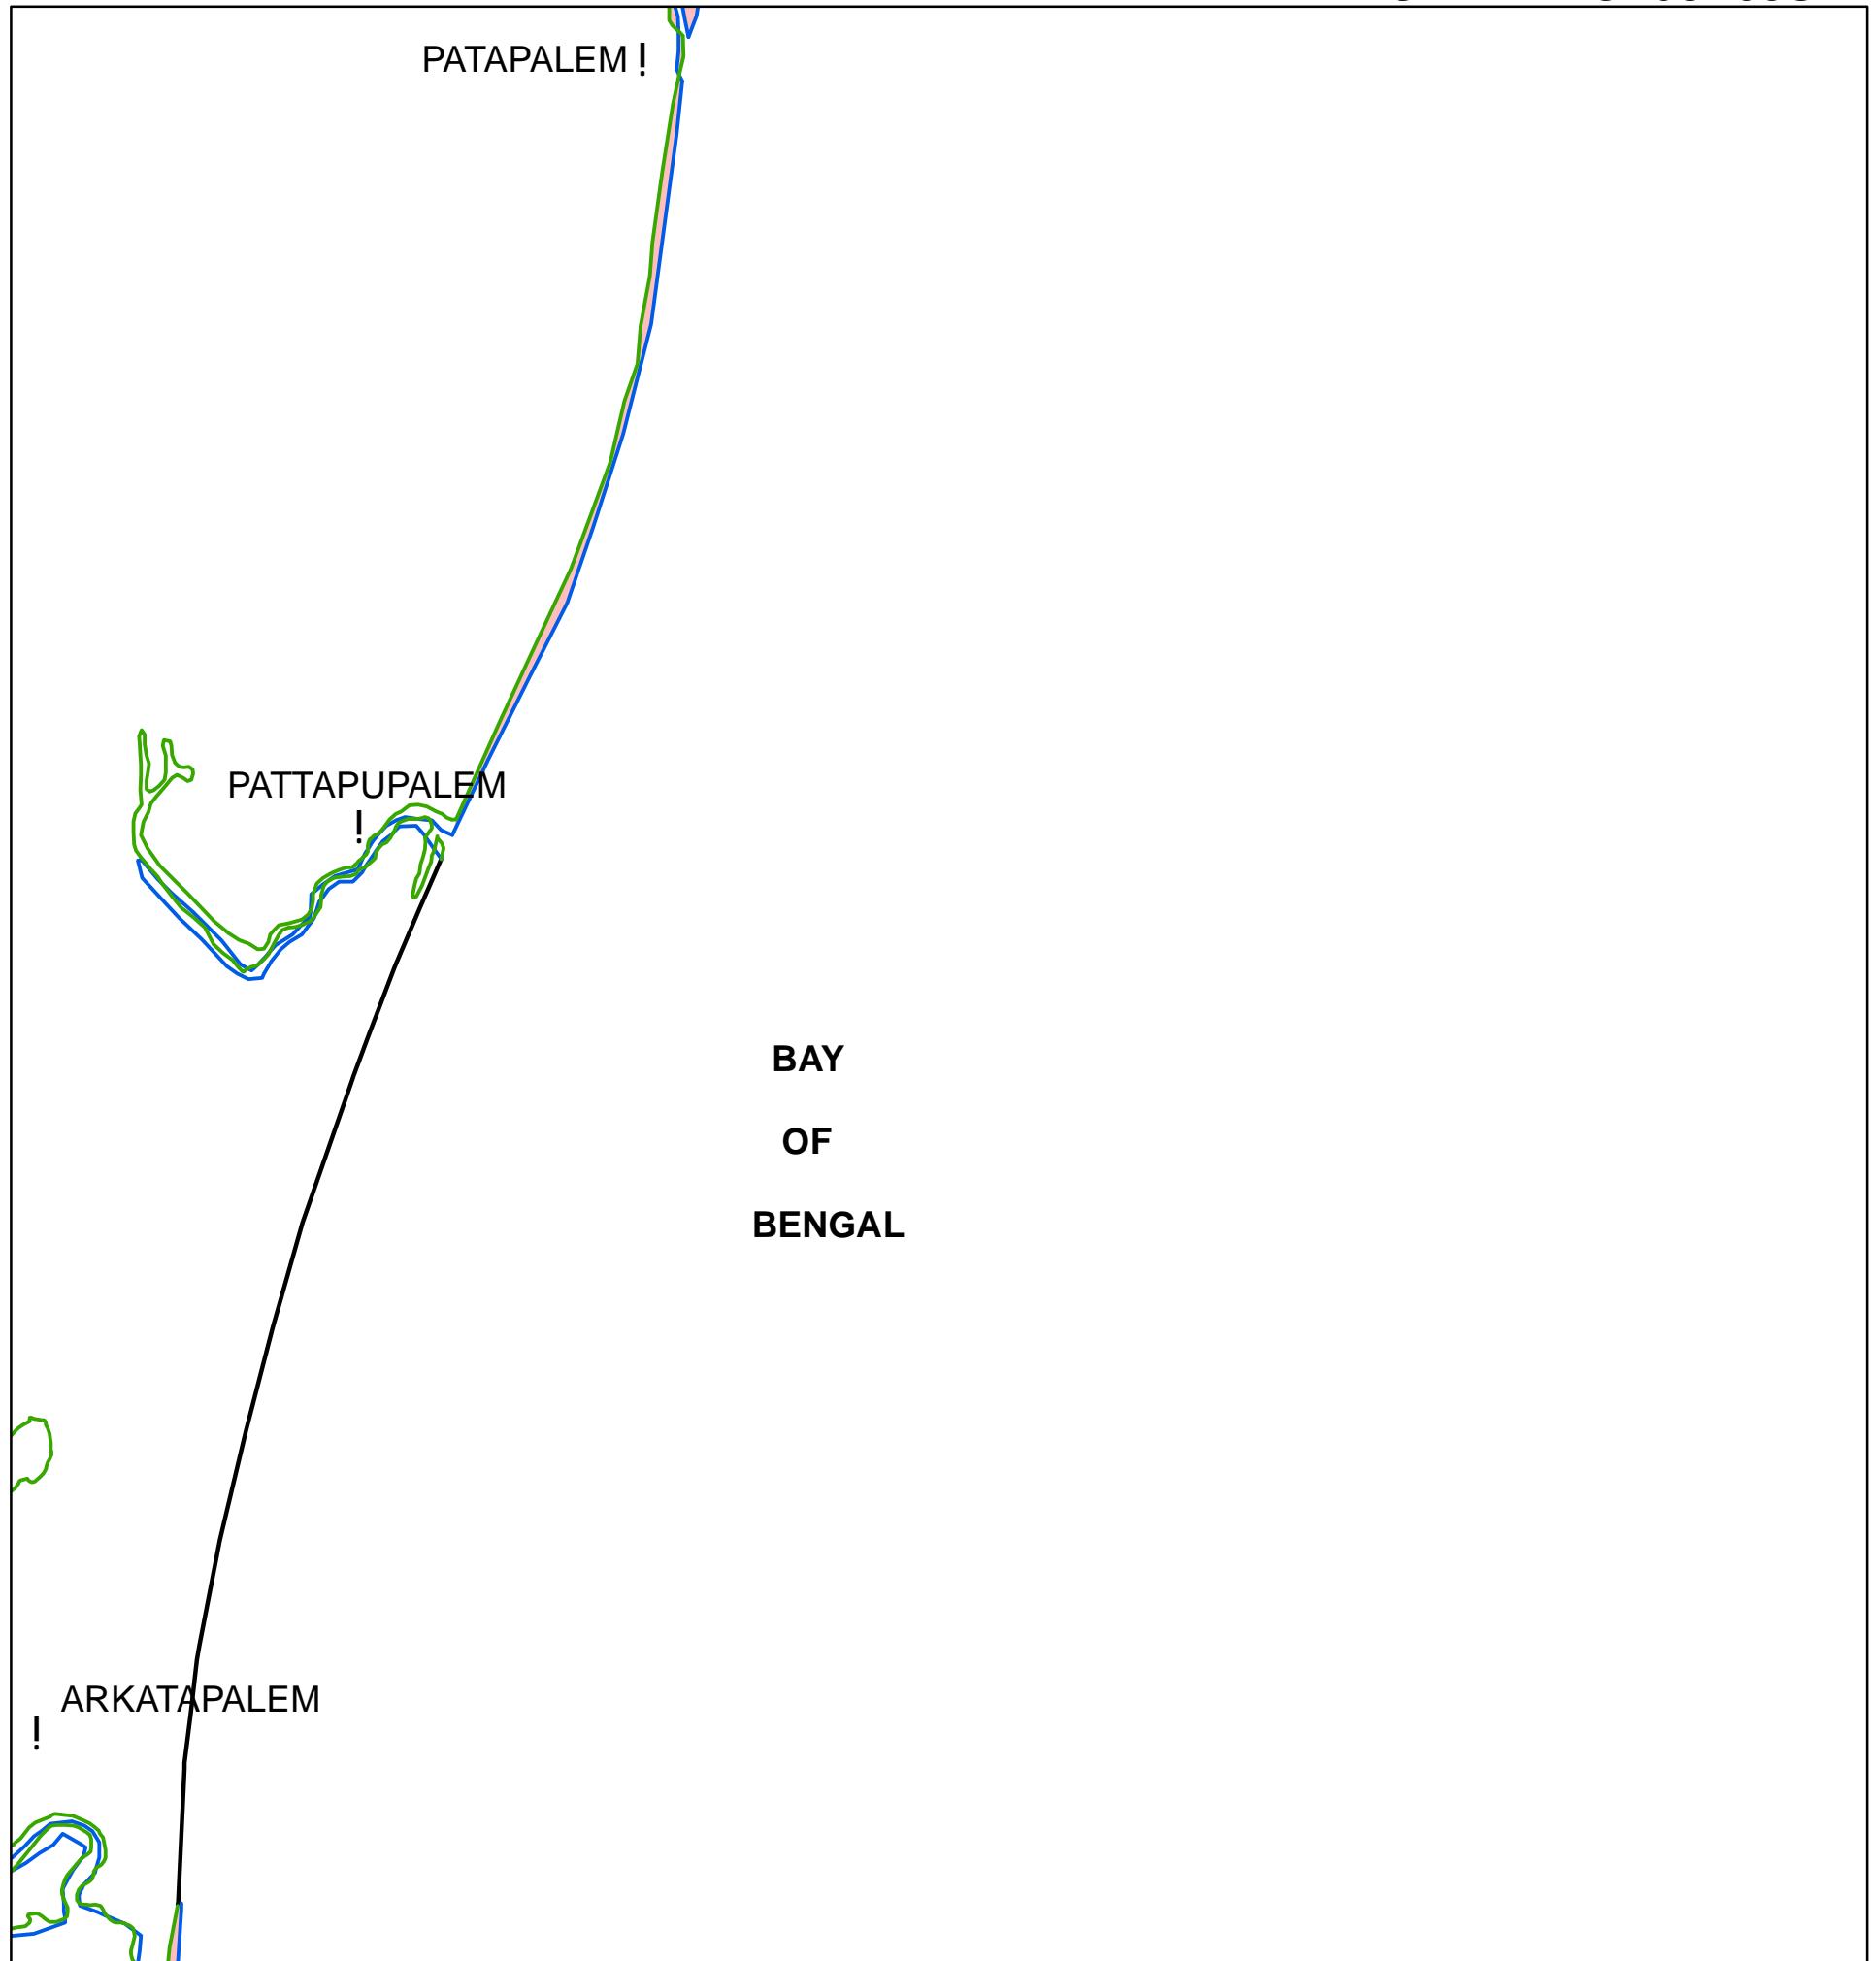 PATAPALEM !
PATTAPUPALEM
!
BAY
OF
BENGAL
ARKATAPALEM
!